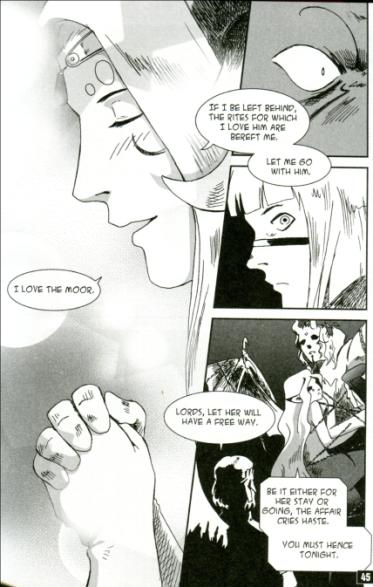 IF I BE LEFT BEHIND,
THE RITES FOR WHICH
I LOVE HIM ARE
BEREFT ME.
LET ME GO
WITH HIM.
I LOVE THE MOOR.
LORDS, LET HER WILL
HAVE A FREE WAY.
BE IT EITHER FOR
HER STAY OR
GOING, THE AFFAIR
CRIES HASTE.
YOU MUST HENCE
TONIGHT.
45